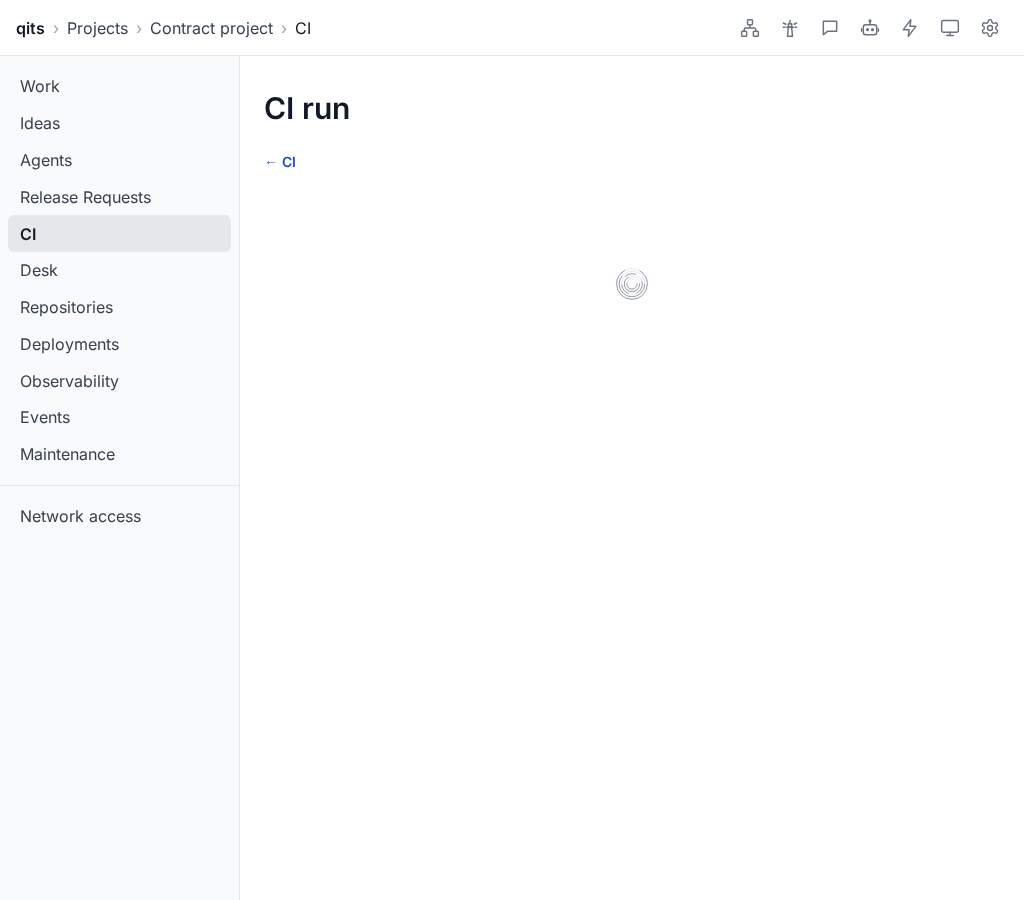 qits › Projects › Contract project › CI
Work
Ideas
Agents
Release Requests
CI
Desk
Repositories
Deployments
Observability
Events
Maintenance
Network access
CI run
← CI